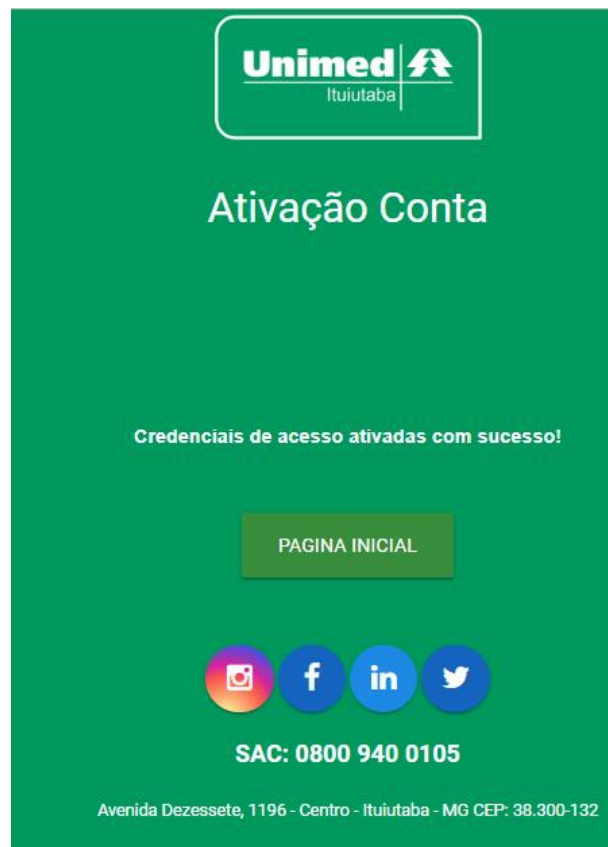 Unimed
Ituiutaba
Ativação Conta
Credenciais de acesso ativadas com sucesso!
PAGINA INICIAL
f
in
SAC: 0800 940 0105
Avenida Dezessete, 1196 - Centro - Ituiutaba - MG CEP: 38.300-132